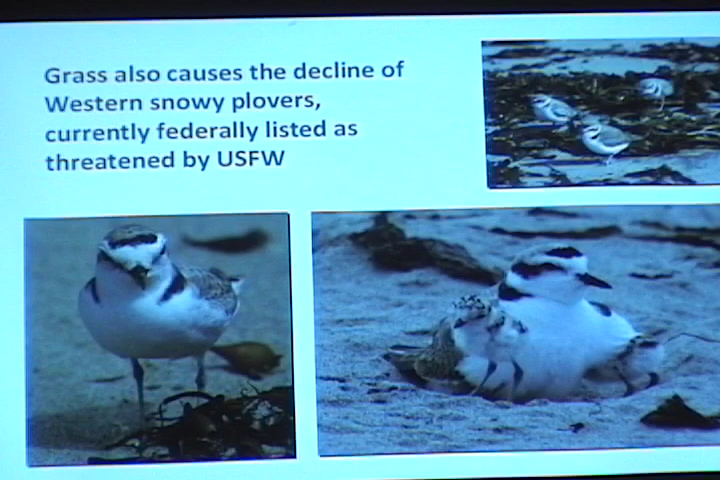 Grass also causes the decline of
Western snowy plovers,
currently federally listed as
threatened by USFW